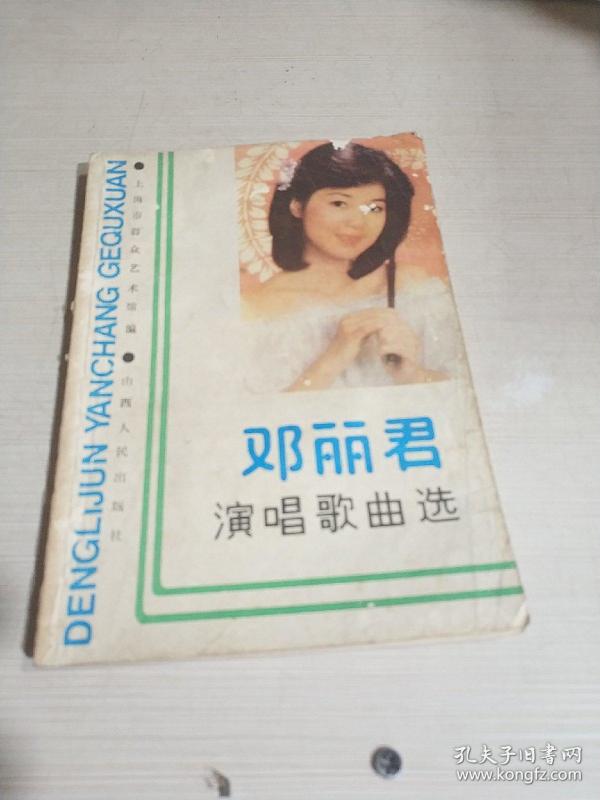 DENGLIJUN YANCHANG GEQUXUAN
●上海市群众艺术馆编●山西人民出版社
邓丽君
演唱歌曲选
孔夫子旧书网
www.kongfz.com